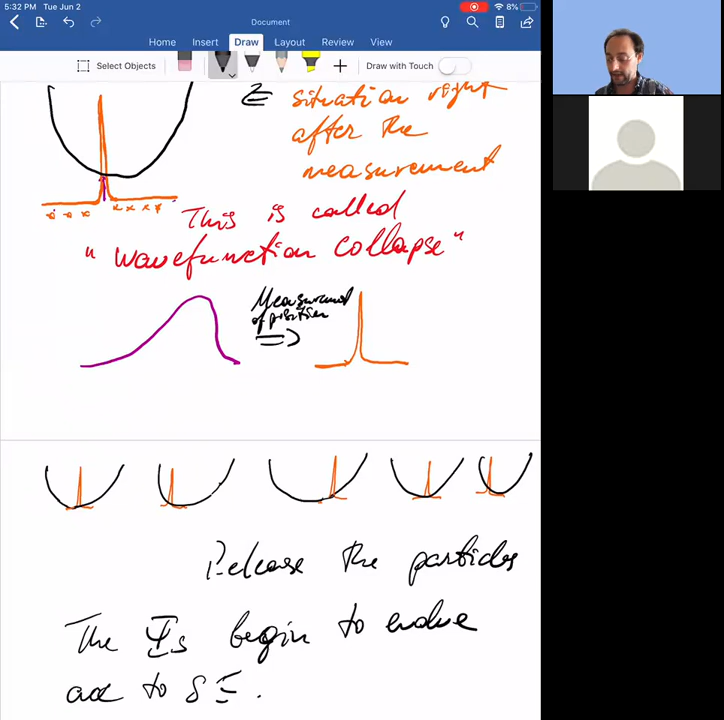 5:32 PM Tue Jun 2
8%
Document
Home Insert Draw Layout Review View
Select Objects
Draw with Touch
situation right
after the
measurement
This is called
"wavefunction collapse"
Measurement
of position
Release the particles
The Ψs begin to evolve
acc to SE.